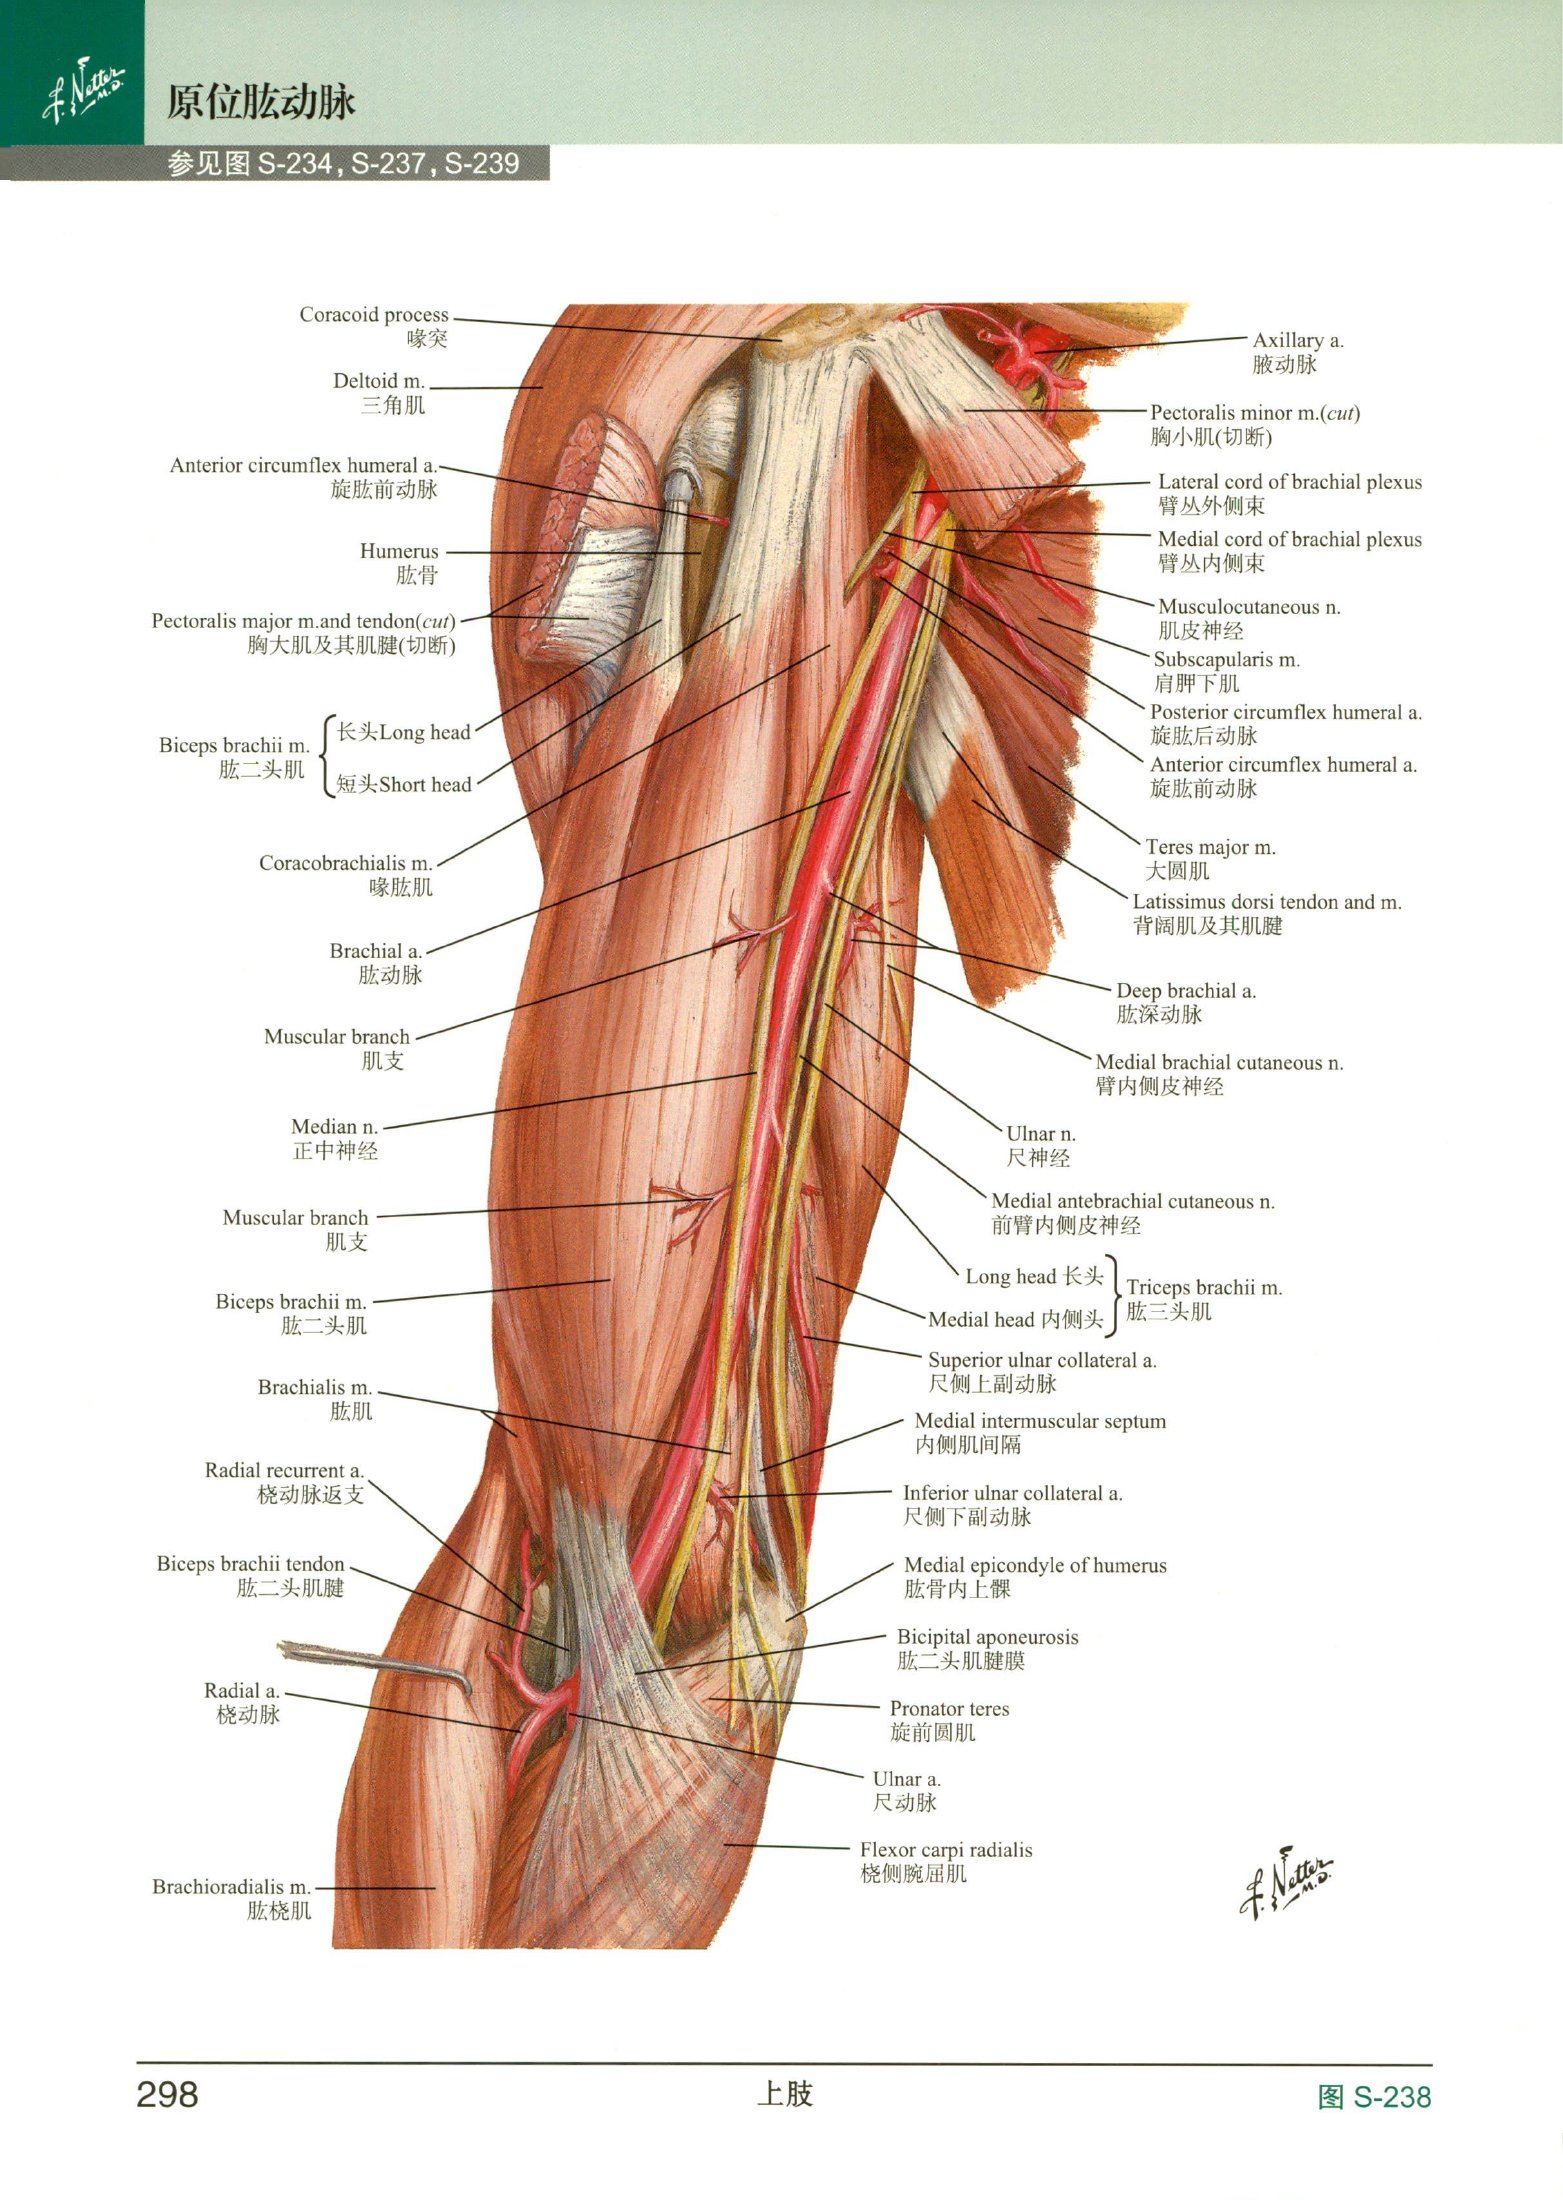 F. Netter M.D.
原位肱动脉
参见图 S-234, S-237, S-239
Coracoid process
喙突
Deltoid m.
三角肌
Anterior circumflex humeral a.
旋肱前动脉
Humerus
肱骨
Pectoralis major m.and tendon(cut)
胸大肌及其肌腱(切断)
Biceps brachii m.
肱二头肌
长头Long head
短头Short head
Coracobrachialis m.
喙肱肌
Brachial a.
肱动脉
Muscular branch
肌支
Median n.
正中神经
Muscular branch
肌支
Biceps brachii m.
肱二头肌
Brachialis m.
肱肌
Radial recurrent a.
桡动脉返支
Biceps brachii tendon
肱二头肌腱
Radial a.
桡动脉
Brachioradialis m.
肱桡肌
Axillary a.
腋动脉
Pectoralis minor m.(cut)
胸小肌(切断)
Lateral cord of brachial plexus
臂丛外侧束
Medial cord of brachial plexus
臂丛内侧束
Musculocutaneous n.
肌皮神经
Subscapularis m.
肩胛下肌
Posterior circumflex humeral a.
旋肱后动脉
Anterior circumflex humeral a.
旋肱前动脉
Teres major m.
大圆肌
Latissimus dorsi tendon and m.
背阔肌及其肌腱
Deep brachial a.
肱深动脉
Medial brachial cutaneous n.
臂内侧皮神经
Ulnar n.
尺神经
Medial antebrachial cutaneous n.
前臂内侧皮神经
Long head 长头
Medial head 内侧头
Triceps brachii m.
肱三头肌
Superior ulnar collateral a.
尺侧上副动脉
Medial intermuscular septum
内侧肌间隔
Inferior ulnar collateral a.
尺侧下副动脉
Medial epicondyle of humerus
肱骨内上髁
Bicipital aponeurosis
肱二头肌腱膜
Pronator teres
旋前圆肌
Ulnar a.
尺动脉
Flexor carpi radialis
桡侧腕屈肌
F. Netter M.D.
298
上肢
图 S-238